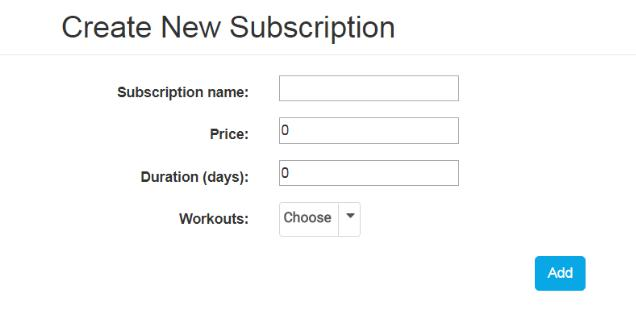 Create New Subscription
Subscription name:
Price: 0
Duration (days): 0
Workouts: Choose
Add